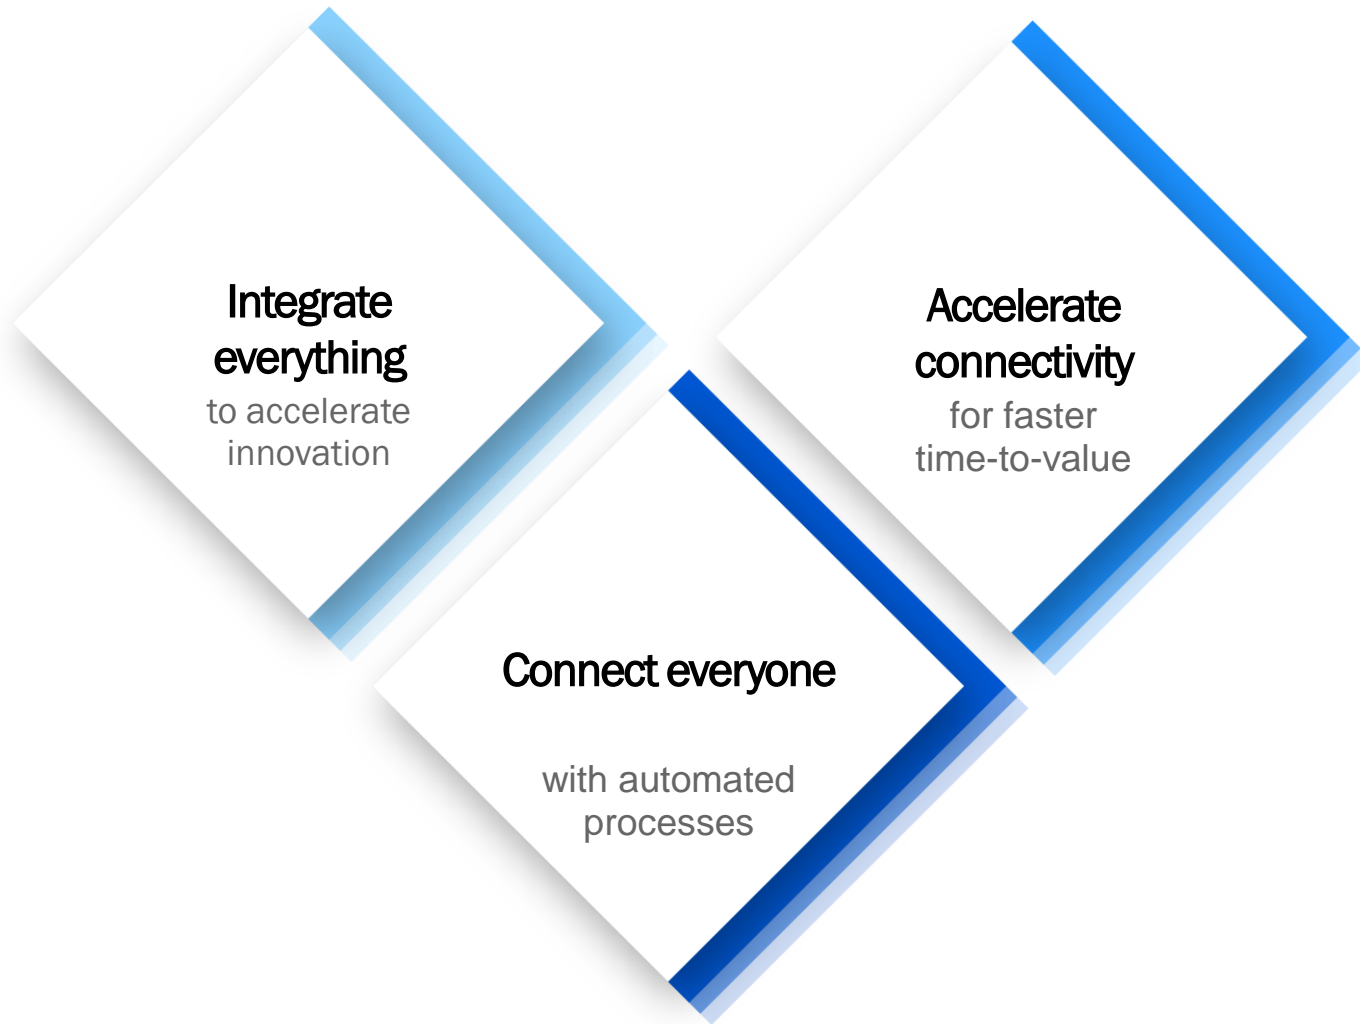 Integrate
everything
to accelerate
innovation
Accelerate
connectivity
for faster
time-to-value
Connect everyone
with automated
processes